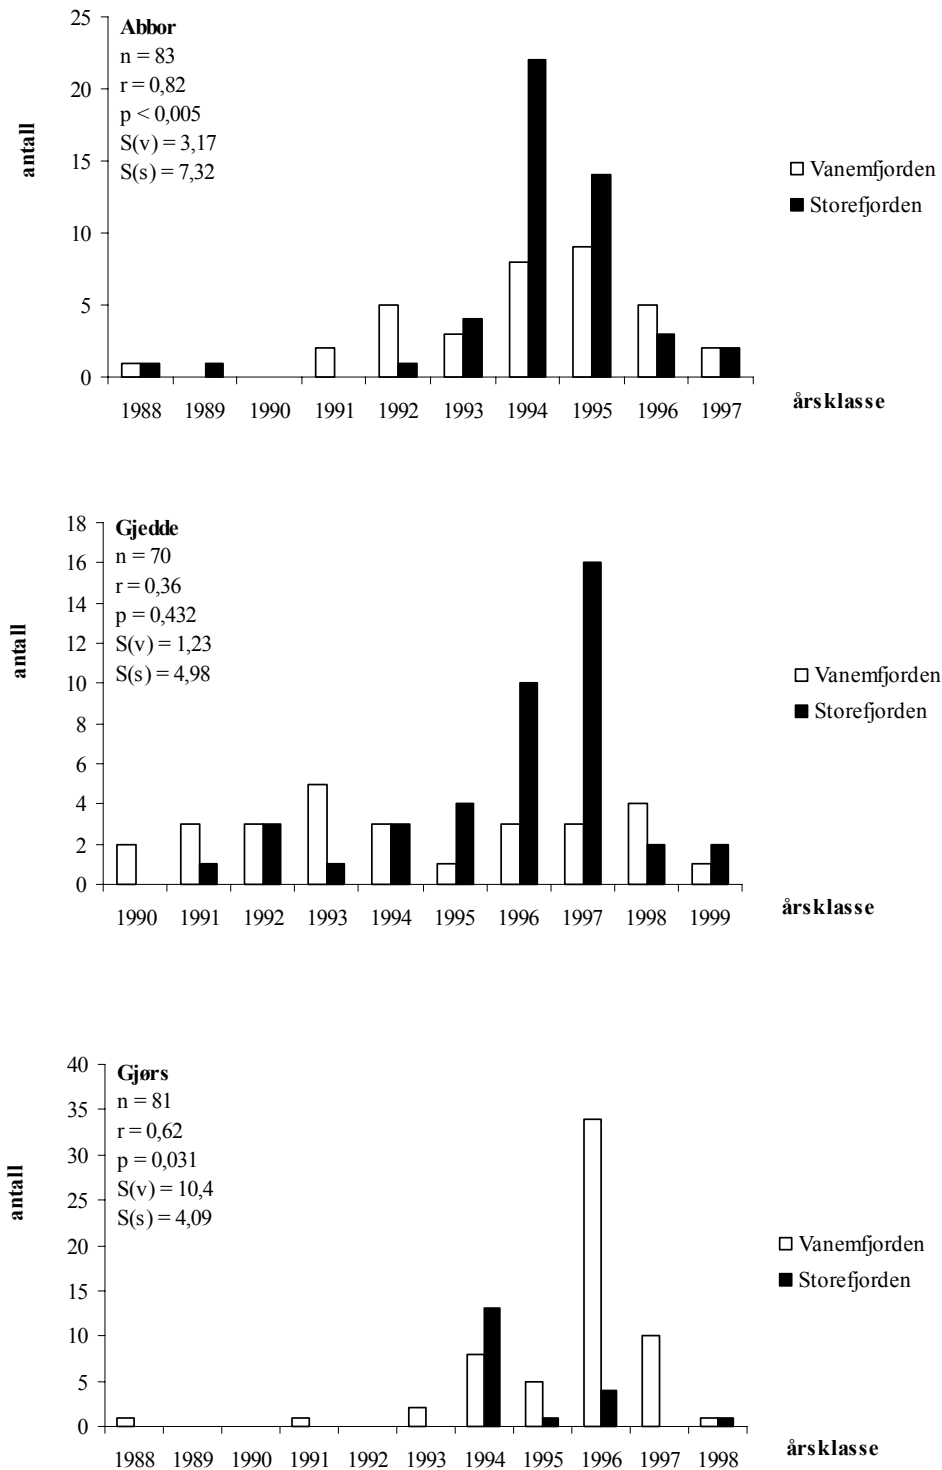 Abbor
n = 83
r = 0,82
p < 0,005
S(v) = 3,17
S(s) = 7,32
25
20
15
10
5
0
antall
1988 1989 1990 1991 1992 1993 1994 1995 1996 1997
årsklasse
Vanemfjorden
Storefjorden
Gjedde
n = 70
r = 0,36
p = 0,432
S(v) = 1,23
S(s) = 4,98
18
16
14
12
10
8
6
4
2
0
antall
1990 1991 1992 1993 1994 1995 1996 1997 1998 1999
årsklasse
Vanemfjorden
Storefjorden
Gjørs
n = 81
r = 0,62
p = 0,031
S(v) = 10,4
S(s) = 4,09
40
35
30
25
20
15
10
5
0
antall
1988 1989 1990 1991 1992 1993 1994 1995 1996 1997 1998
årsklasse
Vanemfjorden
Storefjorden